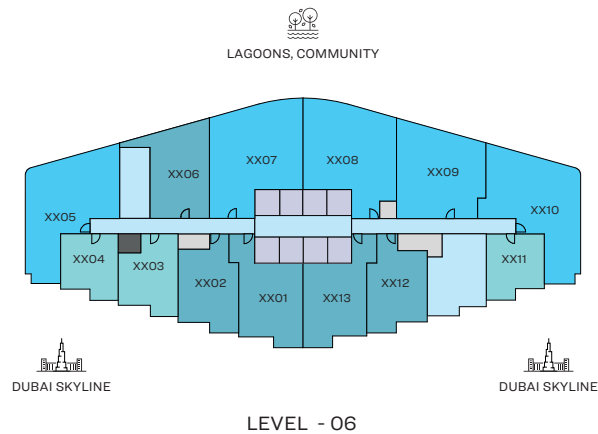 LAGOONS, COMMUNITY
XX07
XX08
XX06
XX09
XX05
XX10
XX04
XX03
XX02
XX01
XX13
XX12
XX11
DUBAI SKYLINE
DUBAI SKYLINE
LEVEL - 06